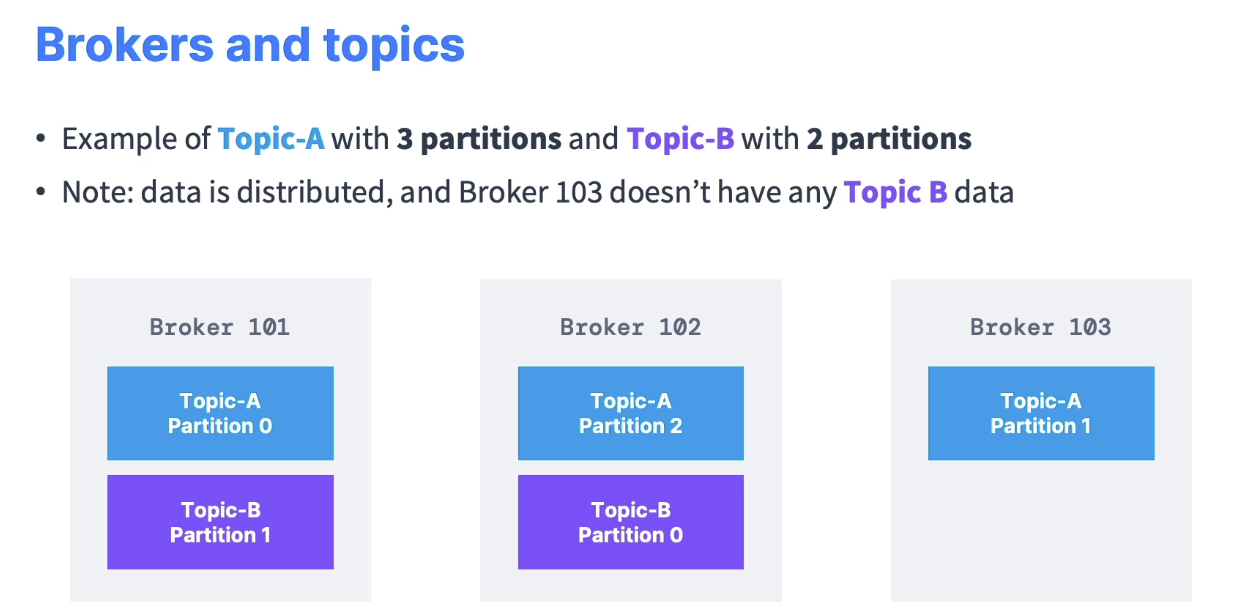 Brokers and topics
• Example of Topic-A with 3 partitions and Topic-B with 2 partitions
• Note: data is distributed, and Broker 103 doesn’t have any Topic B data
Broker 101
Topic-A
Partition 0
Topic-B
Partition 1
Broker 102
Topic-A
Partition 2
Topic-B
Partition 0
Broker 103
Topic-A
Partition 1